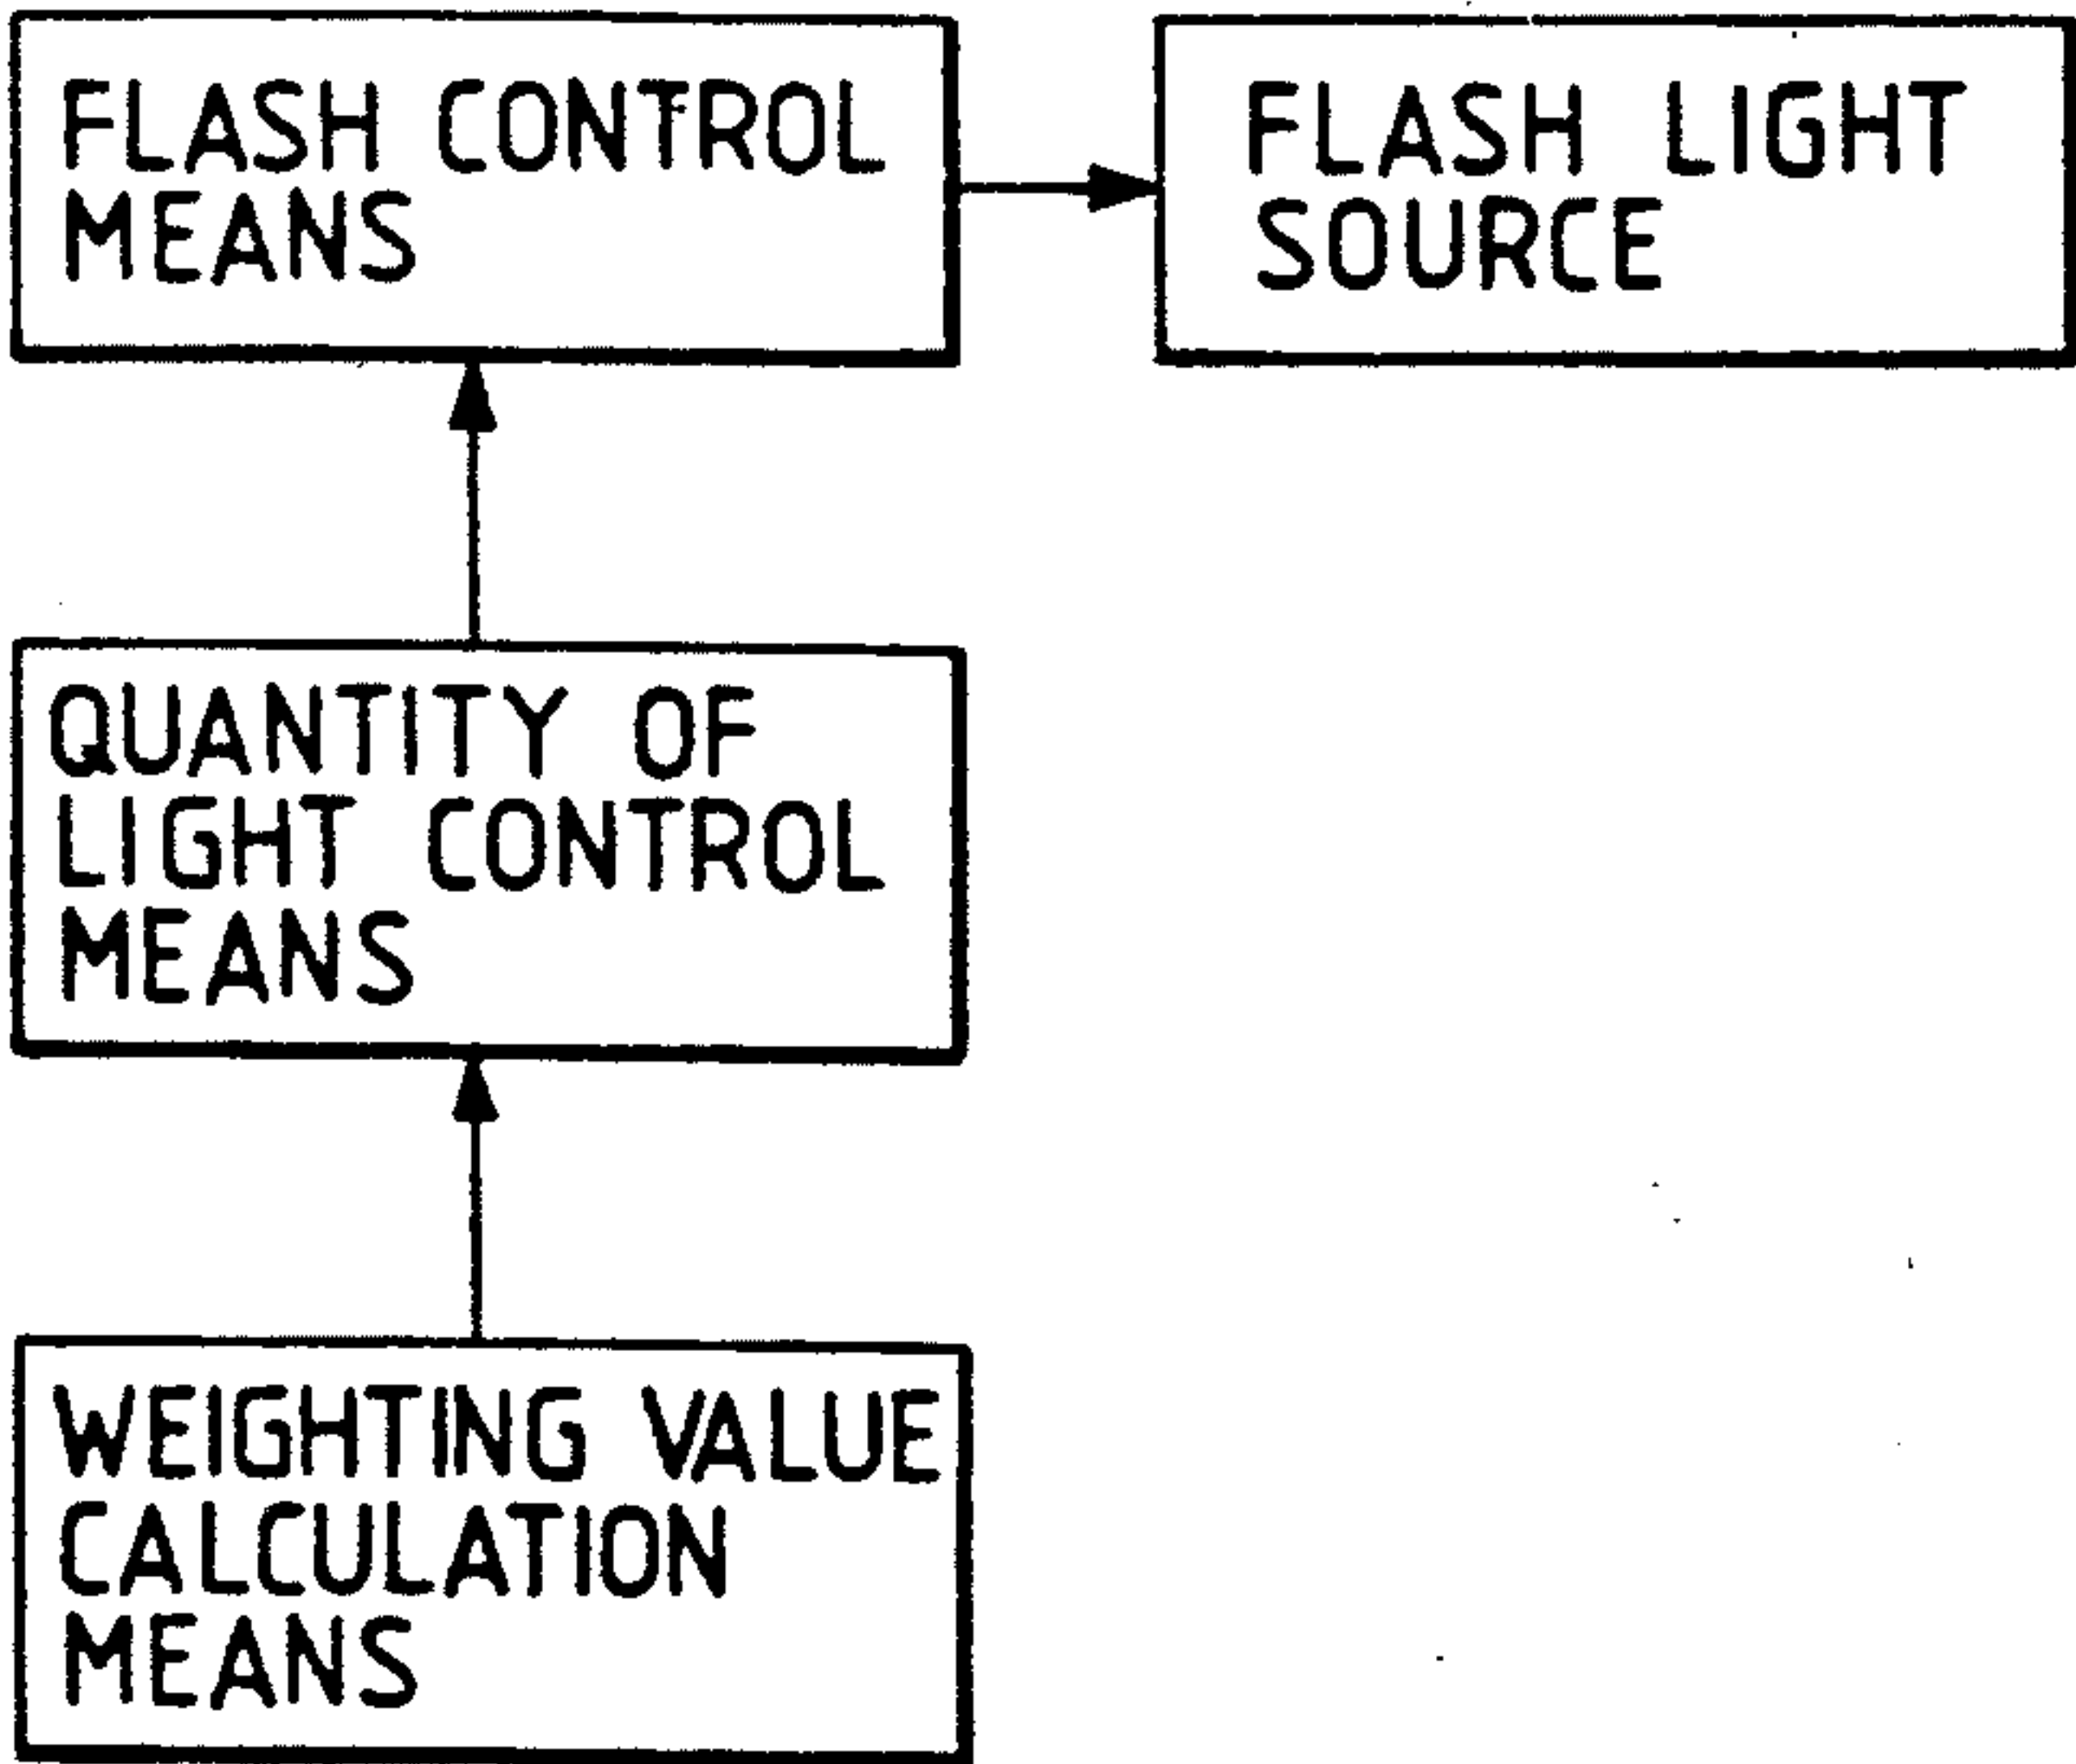 FLASH CONTROL
MEANS
FLASH LIGHT
SOURCE
QUANTITY OF
LIGHT CONTROL
MEANS
WEIGHTING VALUE
CALCULATION
MEANS